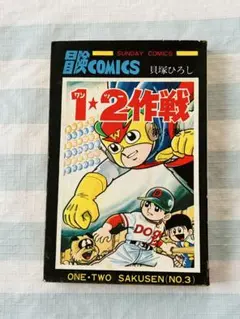 SUNDAY COMICS
冒険COMICS
貝塚ひろし
ワン ツー
1★2作戦
W
DOG
ONE・TWO SAKUSEN(NO.3)